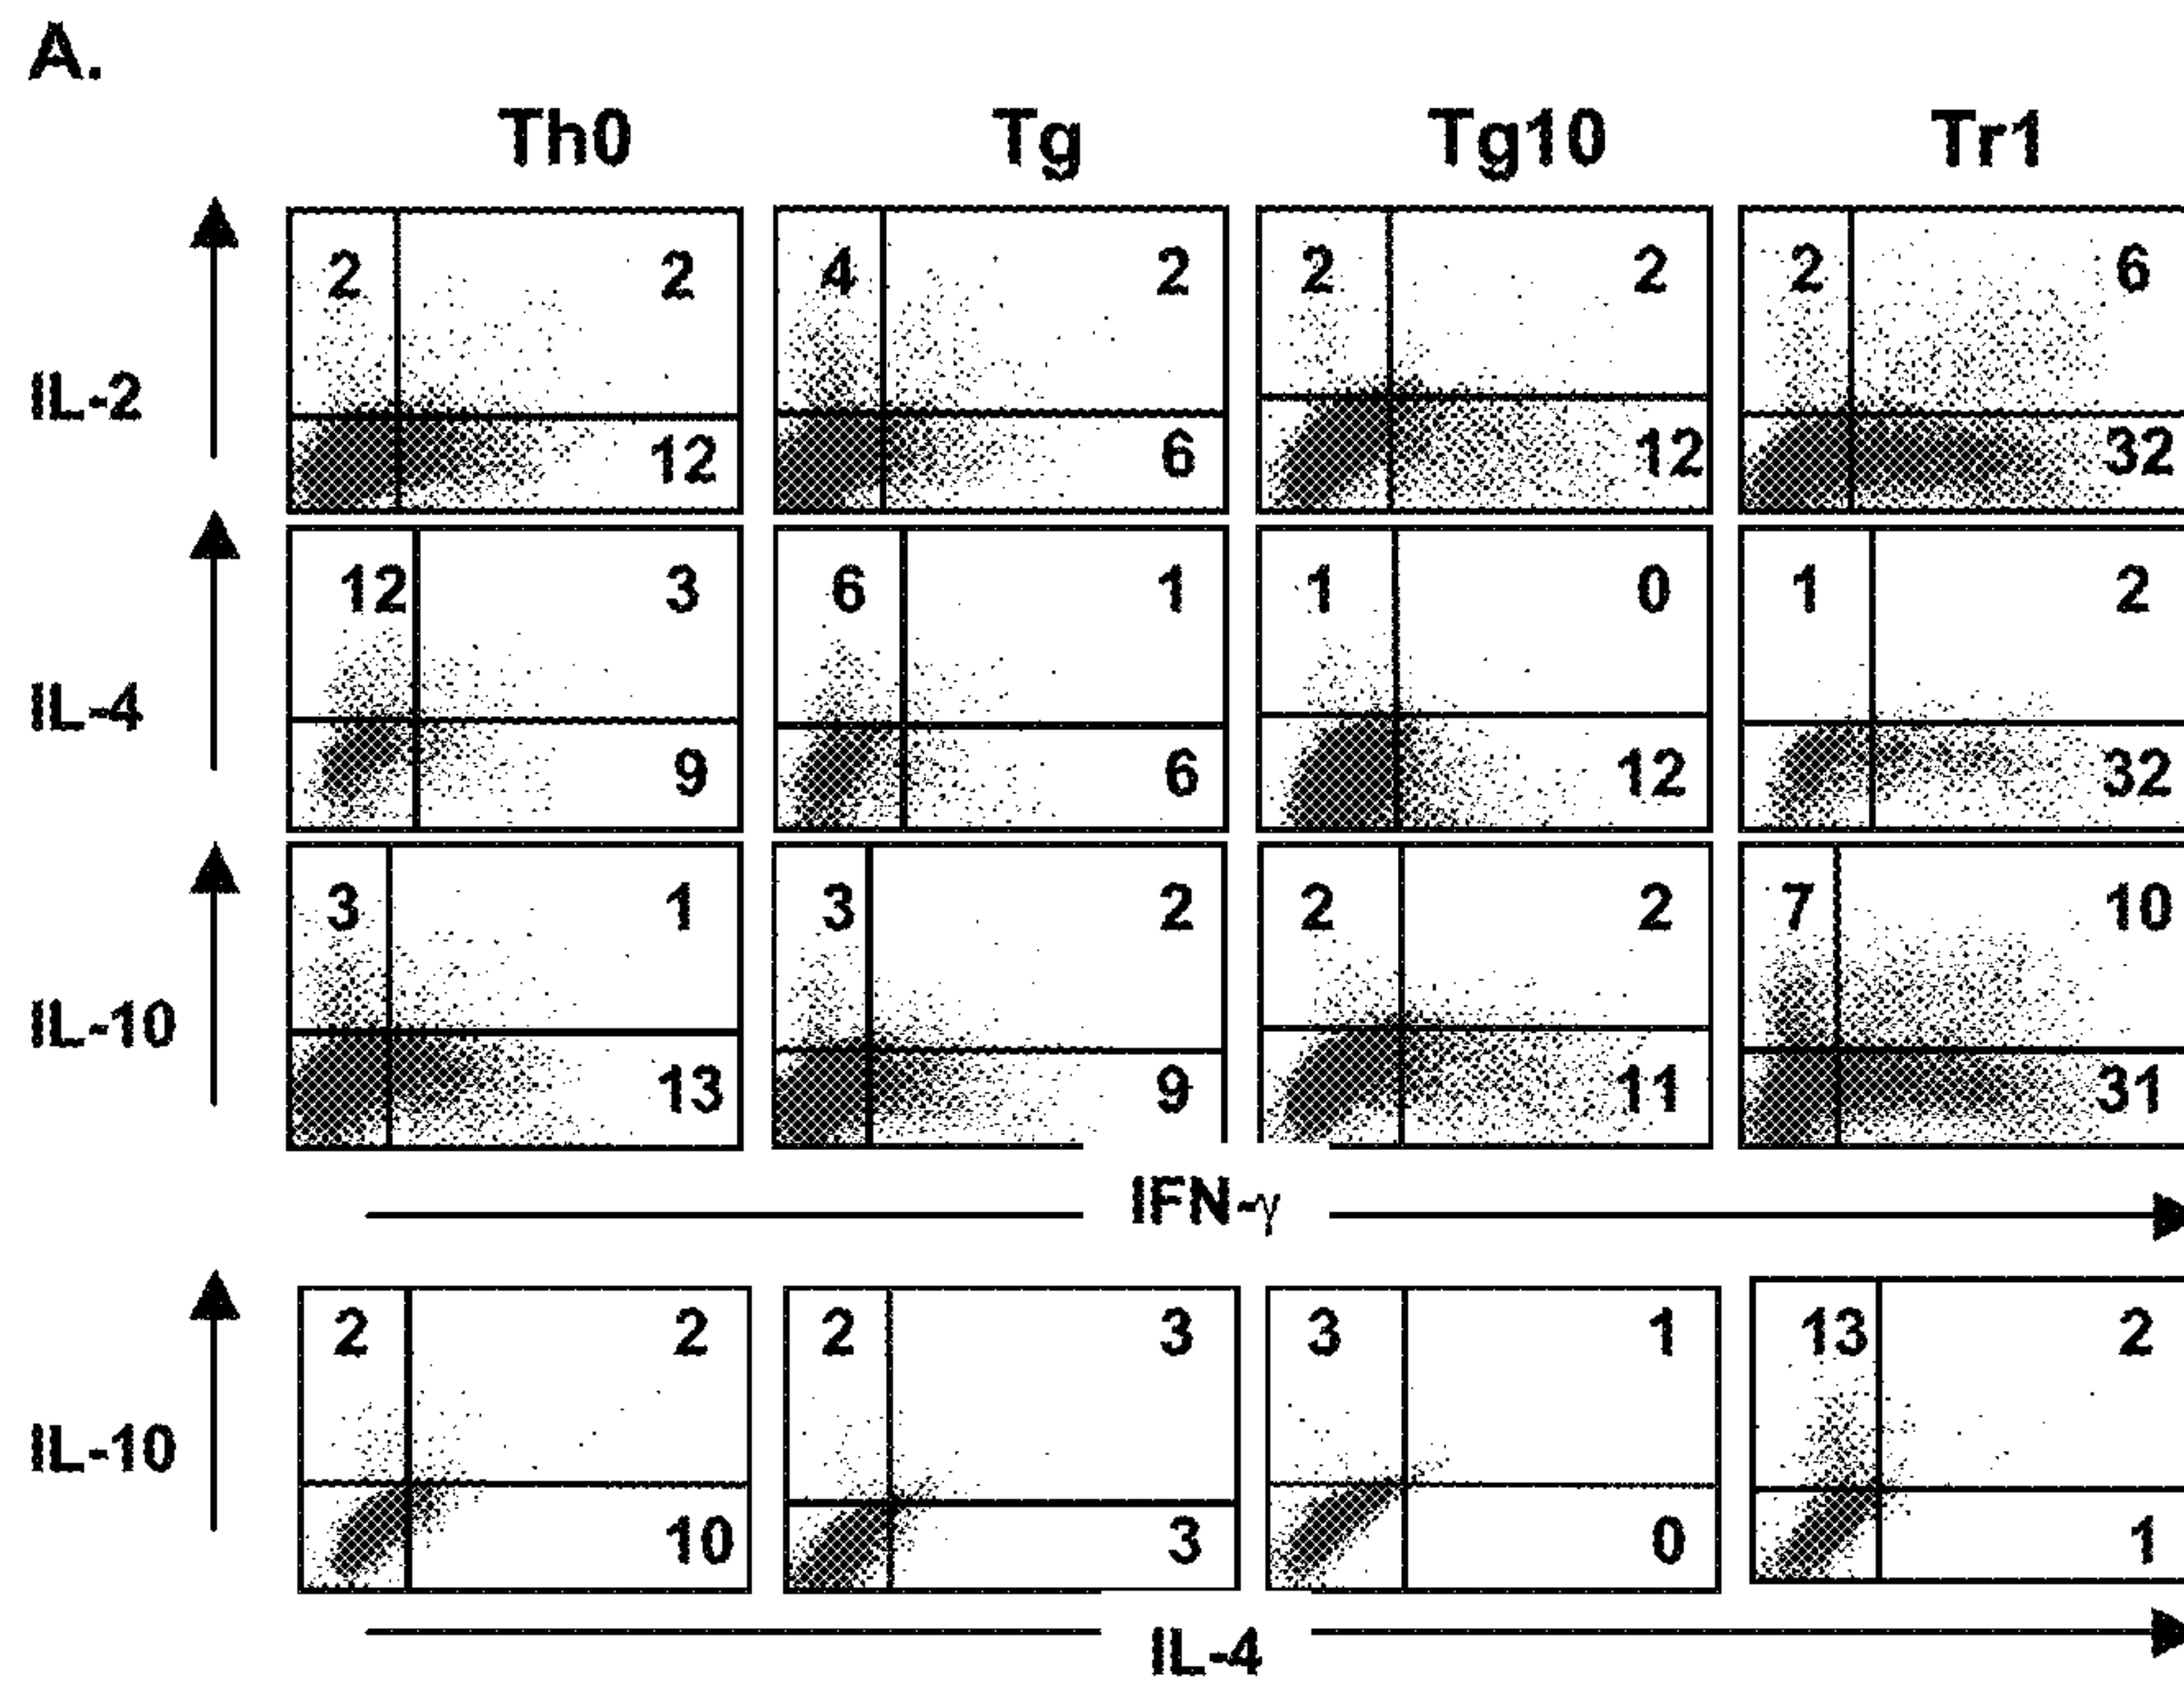 A.
Th0 Tg Tg10 Tr1
2 2 4 2 2 2 2 6
IL-2
12 6 12 32
12 3 6 1 1 0 1 2
IL-4
9 6 12 32
3 1 3 2 2 2 7 10
IL-10
13 9 11 31
IFN-γ
2 2 2 3 3 1 13 2
IL-10
10 3 0 1
IL-4